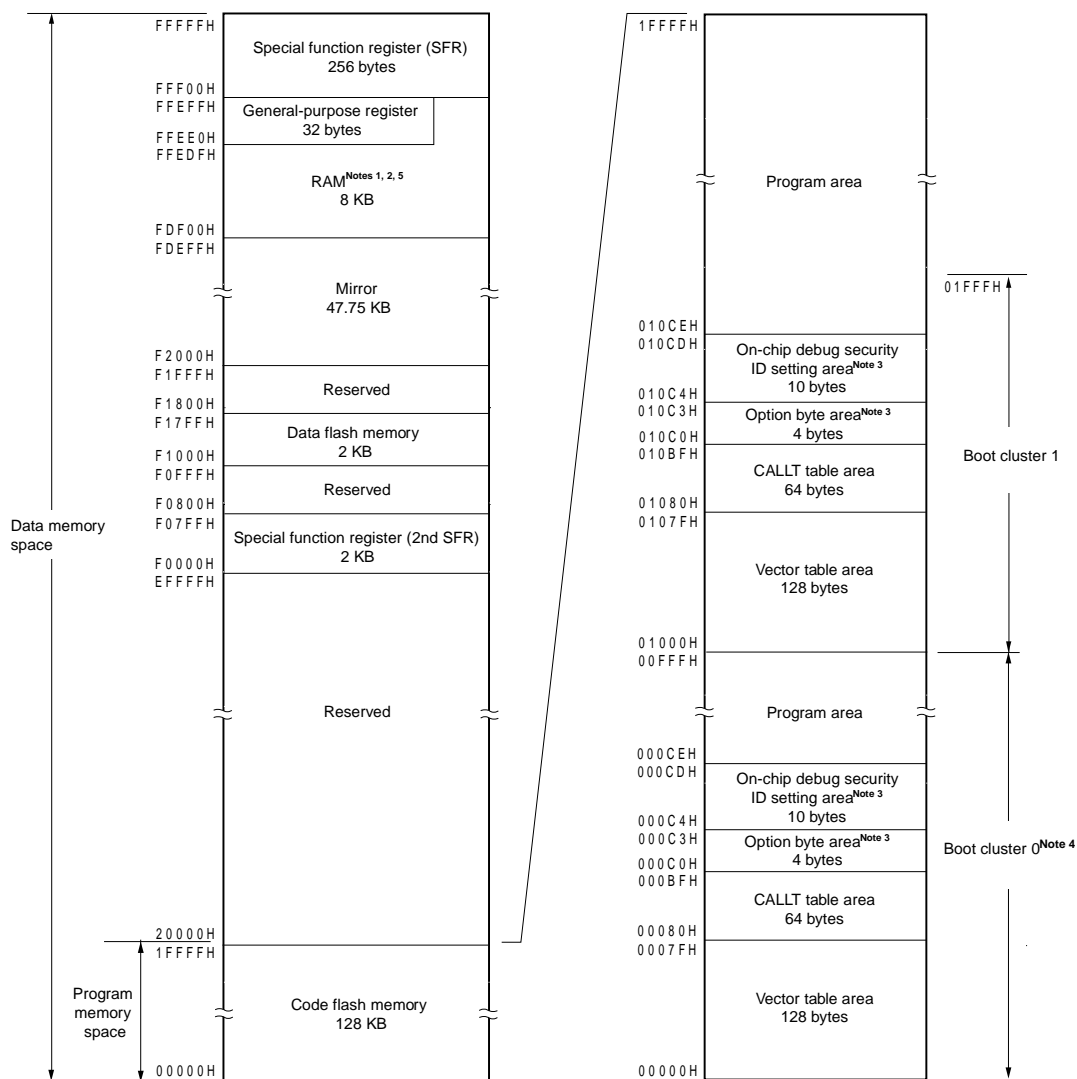 FFFFFH
Special function register (SFR)
256 bytes
FFF00H
FFEFFH
General-purpose register
32 bytes
FFEE0H
FFEDFH
RAMNotes 1, 2, 5
8 KB
FDF00H
FDEFFH
Mirror
47.75 KB
F2000H
F1FFFH
Reserved
F1800H
F17FFH
Data flash memory
2 KB
F1000H
F0FFFH
Reserved
F0800H
F07FFH
Special function register (2nd SFR)
2 KB
F0000H
EFFFFH
Data memory
space
Reserved
20000H
1FFFFH
Program
memory
space
Code flash memory
128 KB
00000H
1FFFFH
Program area
01FFFH
010CEH
010CDH
On-chip debug security
ID setting areaNote 3
10 bytes
010C4H
010C3H
Option byte areaNote 3
4 bytes
010C0H
010BFH
CALLT table area
64 bytes
Boot cluster 1
01080H
0107FH
Vector table area
128 bytes
01000H
00FFFH
Program area
000CEH
000CDH
On-chip debug security
ID setting areaNote 3
10 bytes
000C4H
000C3H
Option byte areaNote 3
4 bytes
Boot cluster 0Note 4
000C0H
000BFH
CALLT table area
64 bytes
00080H
0007FH
Vector table area
128 bytes
00000H